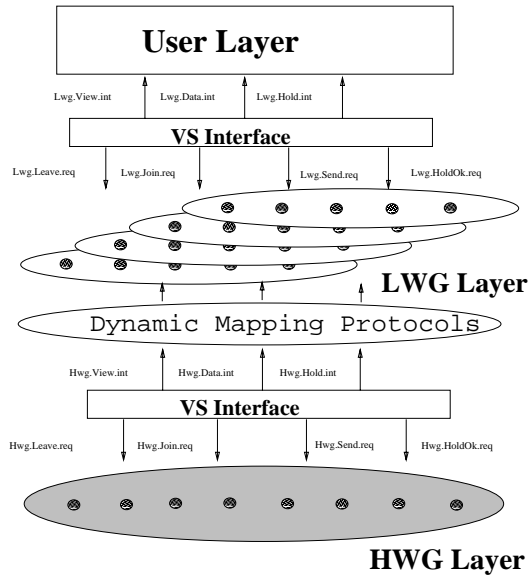 User Layer
Lwg.View.int Lwg.Data.int Lwg.Hold.int
VS Interface
Lwg.Leave.req Lwg.Join.req Lwg.Send.req Lwg.HoldOk.req
LWG Layer
Dynamic Mapping Protocols
Hwg.View.int Hwg.Data.int Hwg.Hold.int
VS Interface
Hwg.Leave.req Hwg.Join.req Hwg.Send.req Hwg.HoldOk.req
HWG Layer